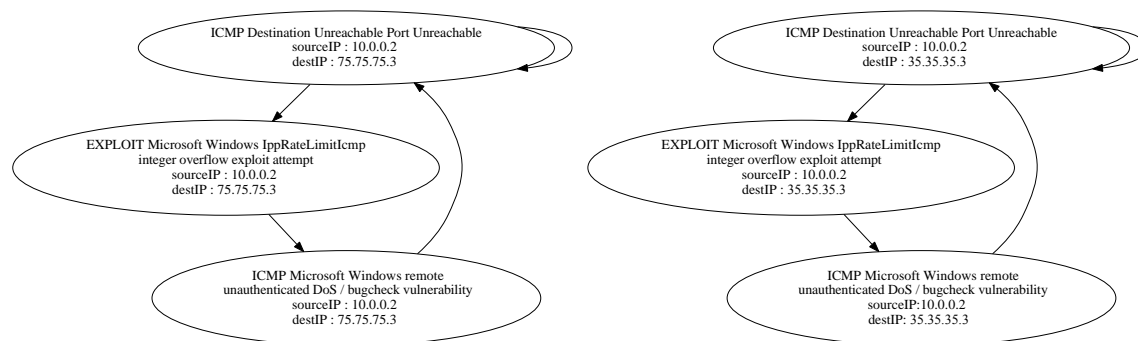 ICMP Destination Unreachable Port Unreachable
sourceIP : 10.0.0.2
destIP : 75.75.75.3
EXPLOIT Microsoft Windows IppRateLimitIcmp
integer overflow exploit attempt
sourceIP : 10.0.0.2
destIP : 75.75.75.3
ICMP Microsoft Windows remote
unauthenticated DoS / bugcheck vulnerability
sourceIP : 10.0.0.2
destIP : 75.75.75.3
ICMP Destination Unreachable Port Unreachable
sourceIP : 10.0.0.2
destIP : 35.35.35.3
EXPLOIT Microsoft Windows IppRateLimitIcmp
integer overflow exploit attempt
sourceIP : 10.0.0.2
destIP : 35.35.35.3
ICMP Microsoft Windows remote
unauthenticated DoS / bugcheck vulnerability
sourceIP:10.0.0.2
destIP: 35.35.35.3